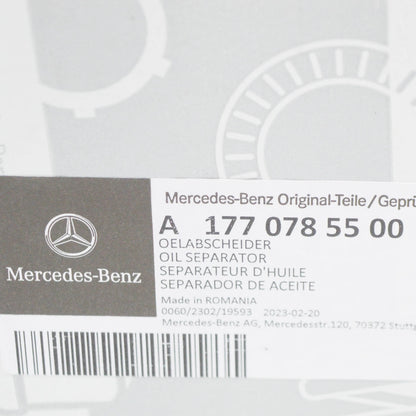 Mercedes-Benz Original-Teile/Geprü
A 177 078 55 00
OELABSCHEIDER
OIL SEPARATOR
SEPARATEUR D'HUILE
SEPARADOR DE ACEITE
Made in ROMANIA
0060/2302/19593 2023-02-20
Mercedes-Benz AG, Mercedesstr.120, 70372 Stuttg
Mercedes-Benz